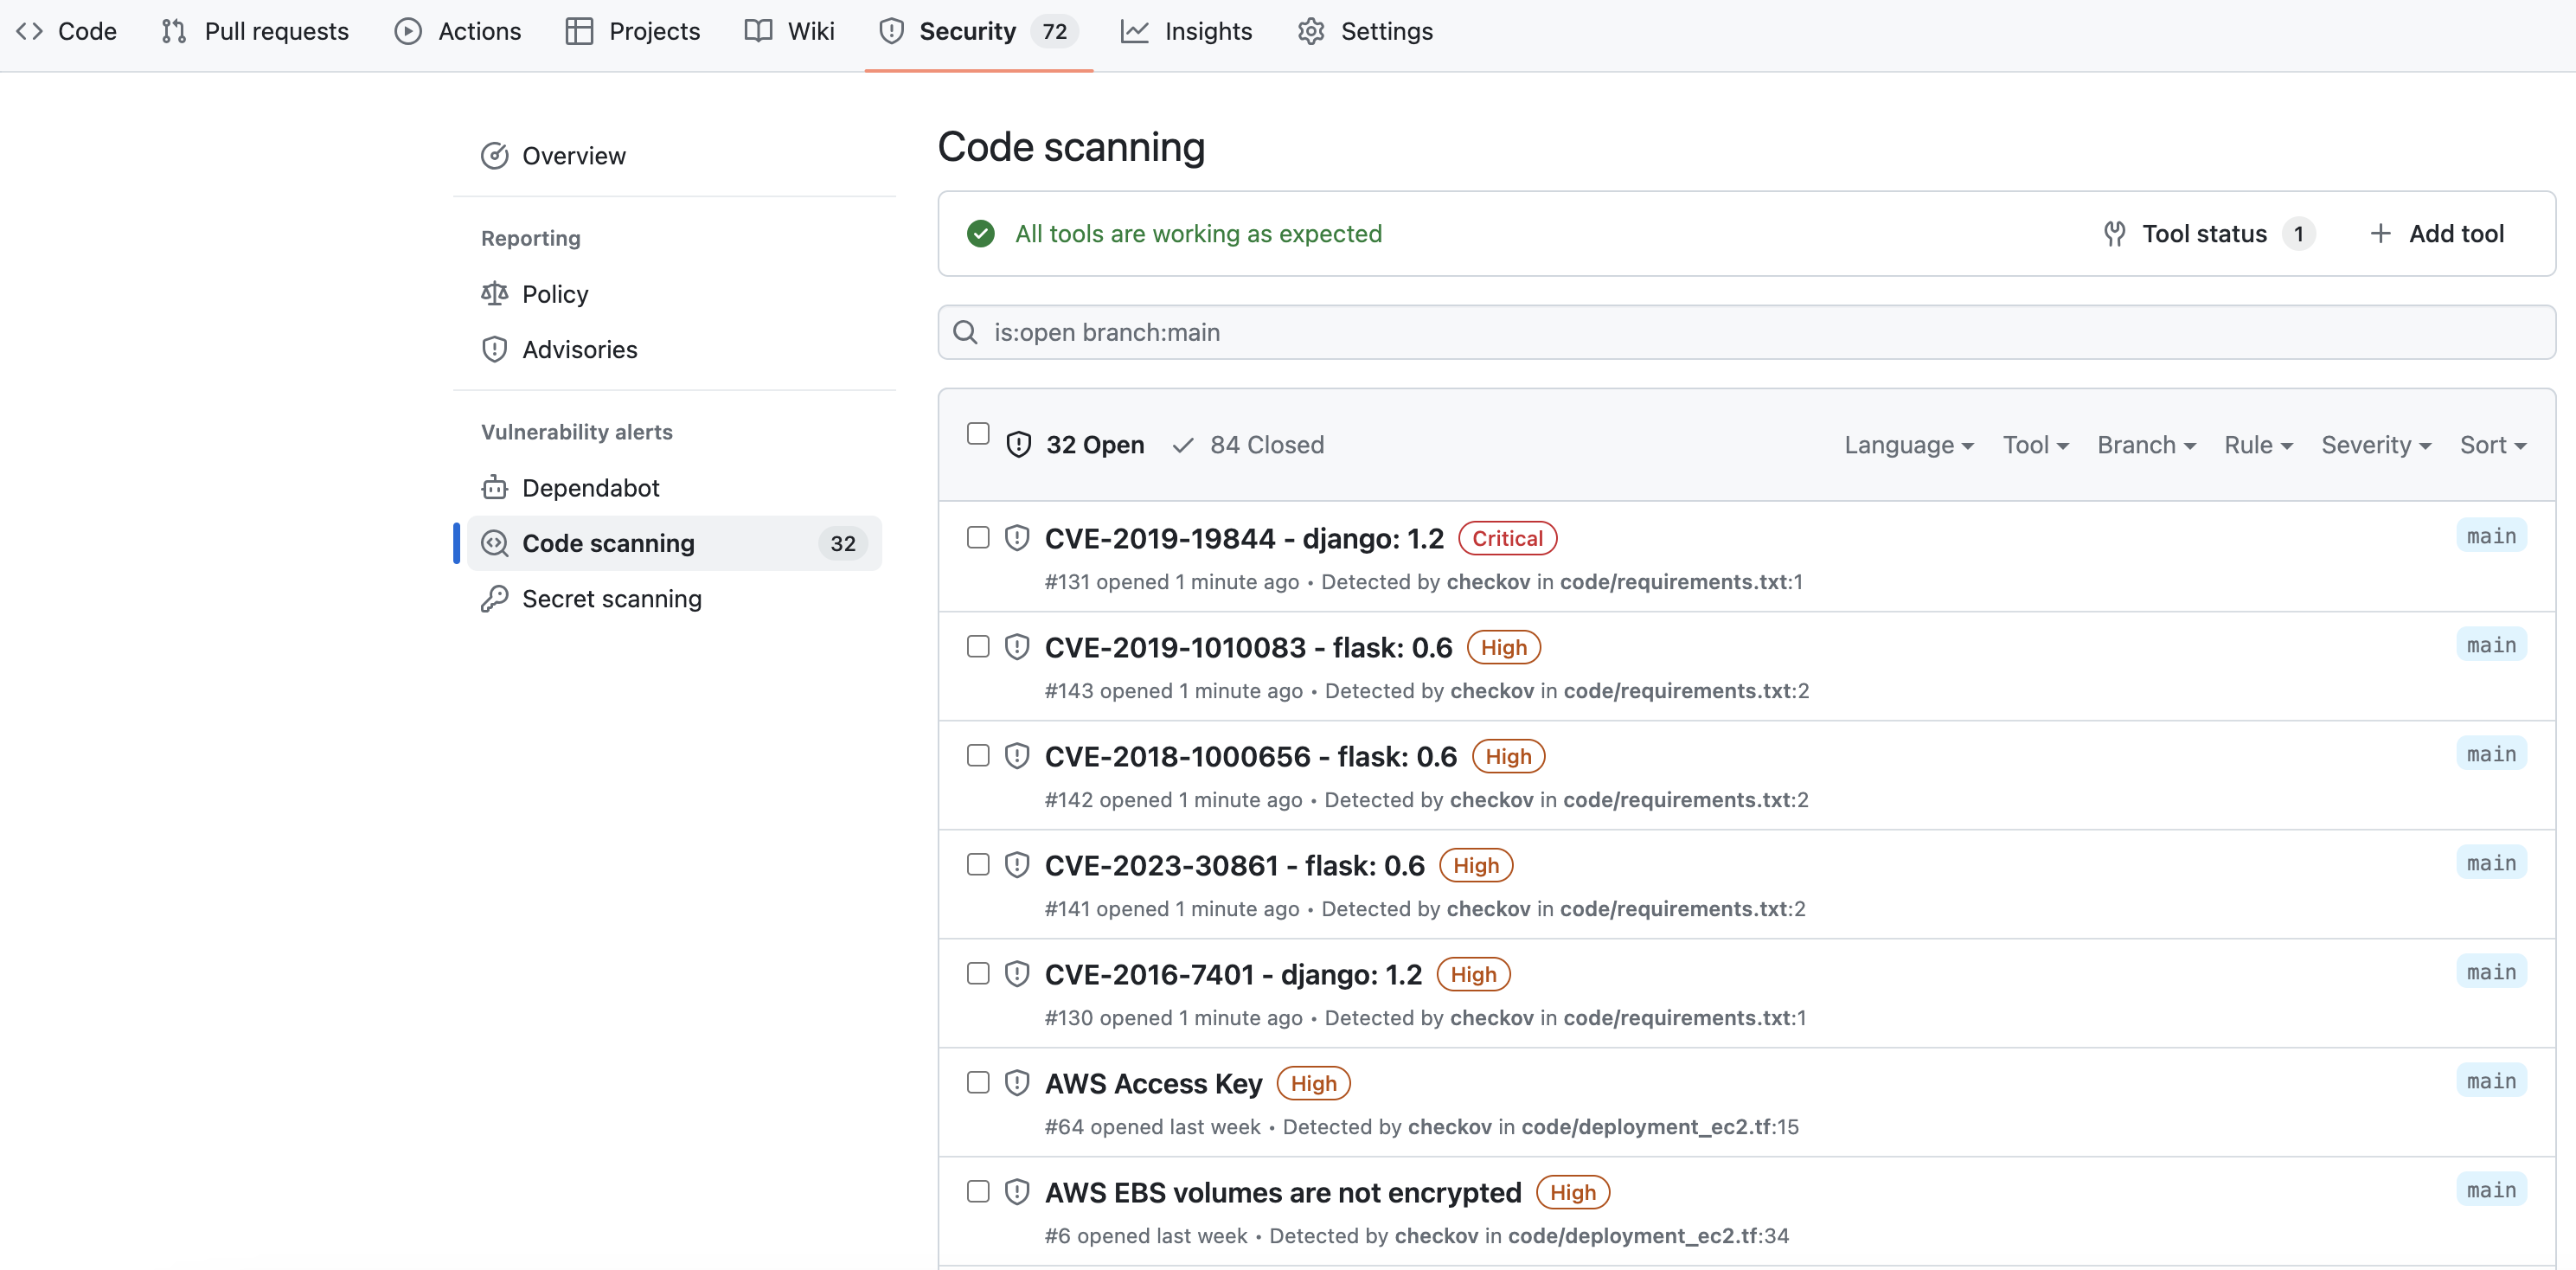 Code Pull requests Actions Projects Wiki Security 72 Insights Settings
Overview
Reporting
Policy
Advisories
Vulnerability alerts
Dependabot
Code scanning 32
Secret scanning
Code scanning
All tools are working as expected Tool status 1 Add tool
is:open branch:main
32 Open 84 Closed Language Tool Branch Rule Severity Sort
CVE-2019-19844 - django: 1.2 Critical main
#131 opened 1 minute ago • Detected by checkov in code/requirements.txt:1
CVE-2019-1010083 - flask: 0.6 High main
#143 opened 1 minute ago • Detected by checkov in code/requirements.txt:2
CVE-2018-1000656 - flask: 0.6 High main
#142 opened 1 minute ago • Detected by checkov in code/requirements.txt:2
CVE-2023-30861 - flask: 0.6 High main
#141 opened 1 minute ago • Detected by checkov in code/requirements.txt:2
CVE-2016-7401 - django: 1.2 High main
#130 opened 1 minute ago • Detected by checkov in code/requirements.txt:1
AWS Access Key High main
#64 opened last week • Detected by checkov in code/deployment_ec2.tf:15
AWS EBS volumes are not encrypted High main
#6 opened last week • Detected by checkov in code/deployment_ec2.tf:34